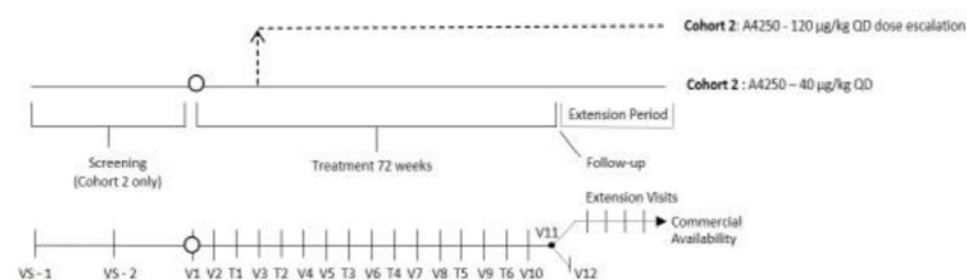 Cohort 2: A4250 - 120 µg/kg QD dose escalation
Cohort 2 : A4250 – 40 µg/kg QD
Extension Period
Screening
(Cohort 2 only)
Treatment 72 weeks
Follow-up
Extension Visits
Commercial
Availability
V11
VS - 1 VS - 2 V1 V2 T1 V3 T2 V4 V5 T3 V6 T4 V7 V8 T5 V9 T6 V10 V12